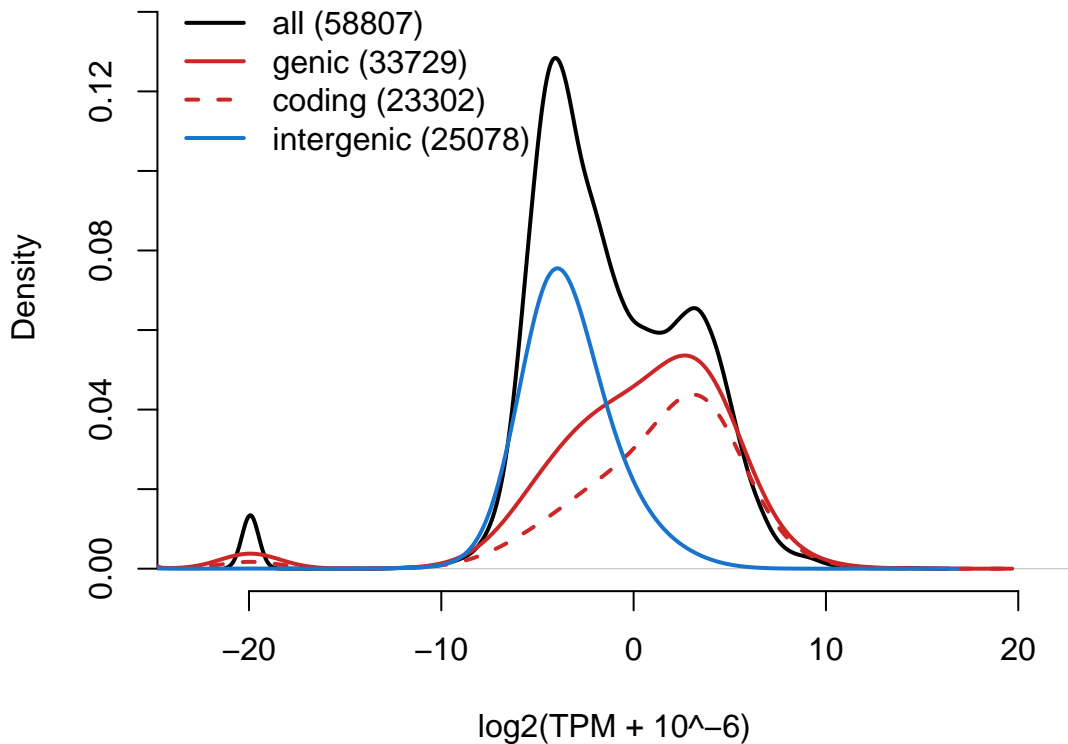 all (58807)
genic (33729)
coding (23302)
intergenic (25078)
Density
0.12
0.08
0.04
0.00
−20 −10 0 10 20
log2(TPM + 10^−6)